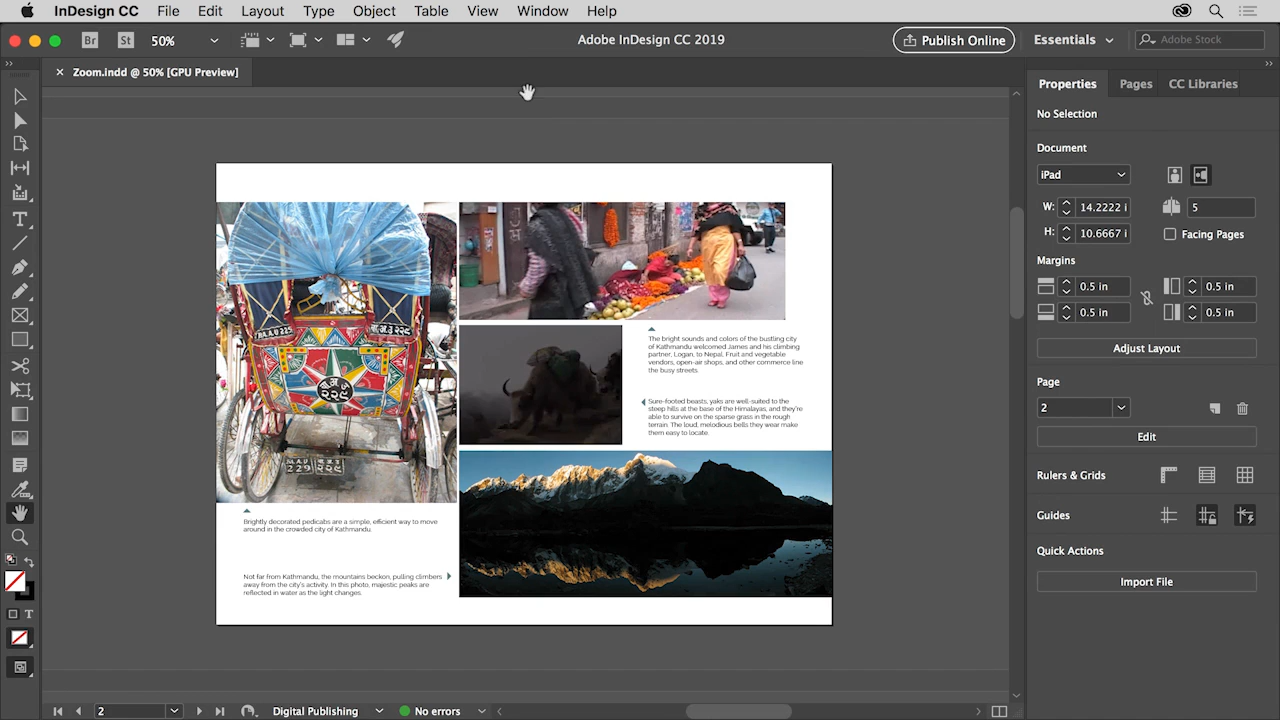 InDesign CC File Edit Layout Type Object Table View Window Help
Br St 50% Adobe InDesign CC 2019 Publish Online Essentials Adobe Stock
× Zoom.indd @ 50% [GPU Preview]
Properties Pages CC Libraries
No Selection
Document
iPad
W: 14.2222 i 5
H: 10.6667 i Facing Pages
Margins
0.5 in 0.5 in
0.5 in 0.5 in
Adjust Layout
Page
2
Edit
Rulers & Grids
Guides
Quick Actions
Import File
The bright sounds and colors of the bustling city
of Kathmandu welcomed James and his climbing
partner, Logan, to Nepal. Fruit and vegetable
vendors, open-air shops, and other commerce line
the busy streets.
Sure-footed beasts, yaks are well-suited to the
steep hills at the base of the Himalayas, and they're
able to survive on the sparse grass in the rough
terrain. The loud, melodious bells they wear make
them easy to locate.
Brightly decorated pedicabs are a simple, efficient way to move
around in the crowded city of Kathmandu.
Not far from Kathmandu, the mountains beckon, pulling climbers
away from the city's activity. In this photo, majestic peaks are
reflected in water as the light changes.
2 Digital Publishing No errors